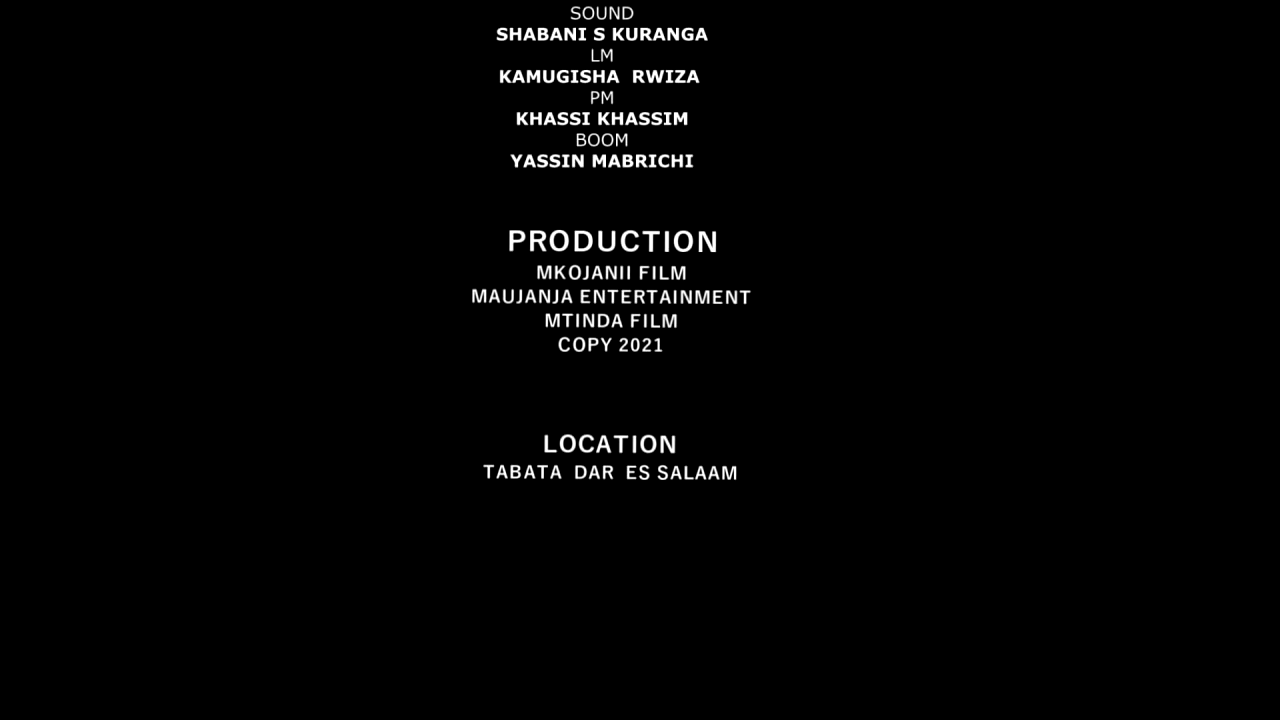 SOUND
SHABANI S KURANGA
LM
KAMUGISHA RWIZA
PM
KHASSI KHASSIM
BOOM
YASSIN MABRICHI
PRODUCTION
MKOJANII FILM
MAUJANJA ENTERTAINMENT
MTINDA FILM
COPY 2021
LOCATION
TABATA DAR ES SALAAM